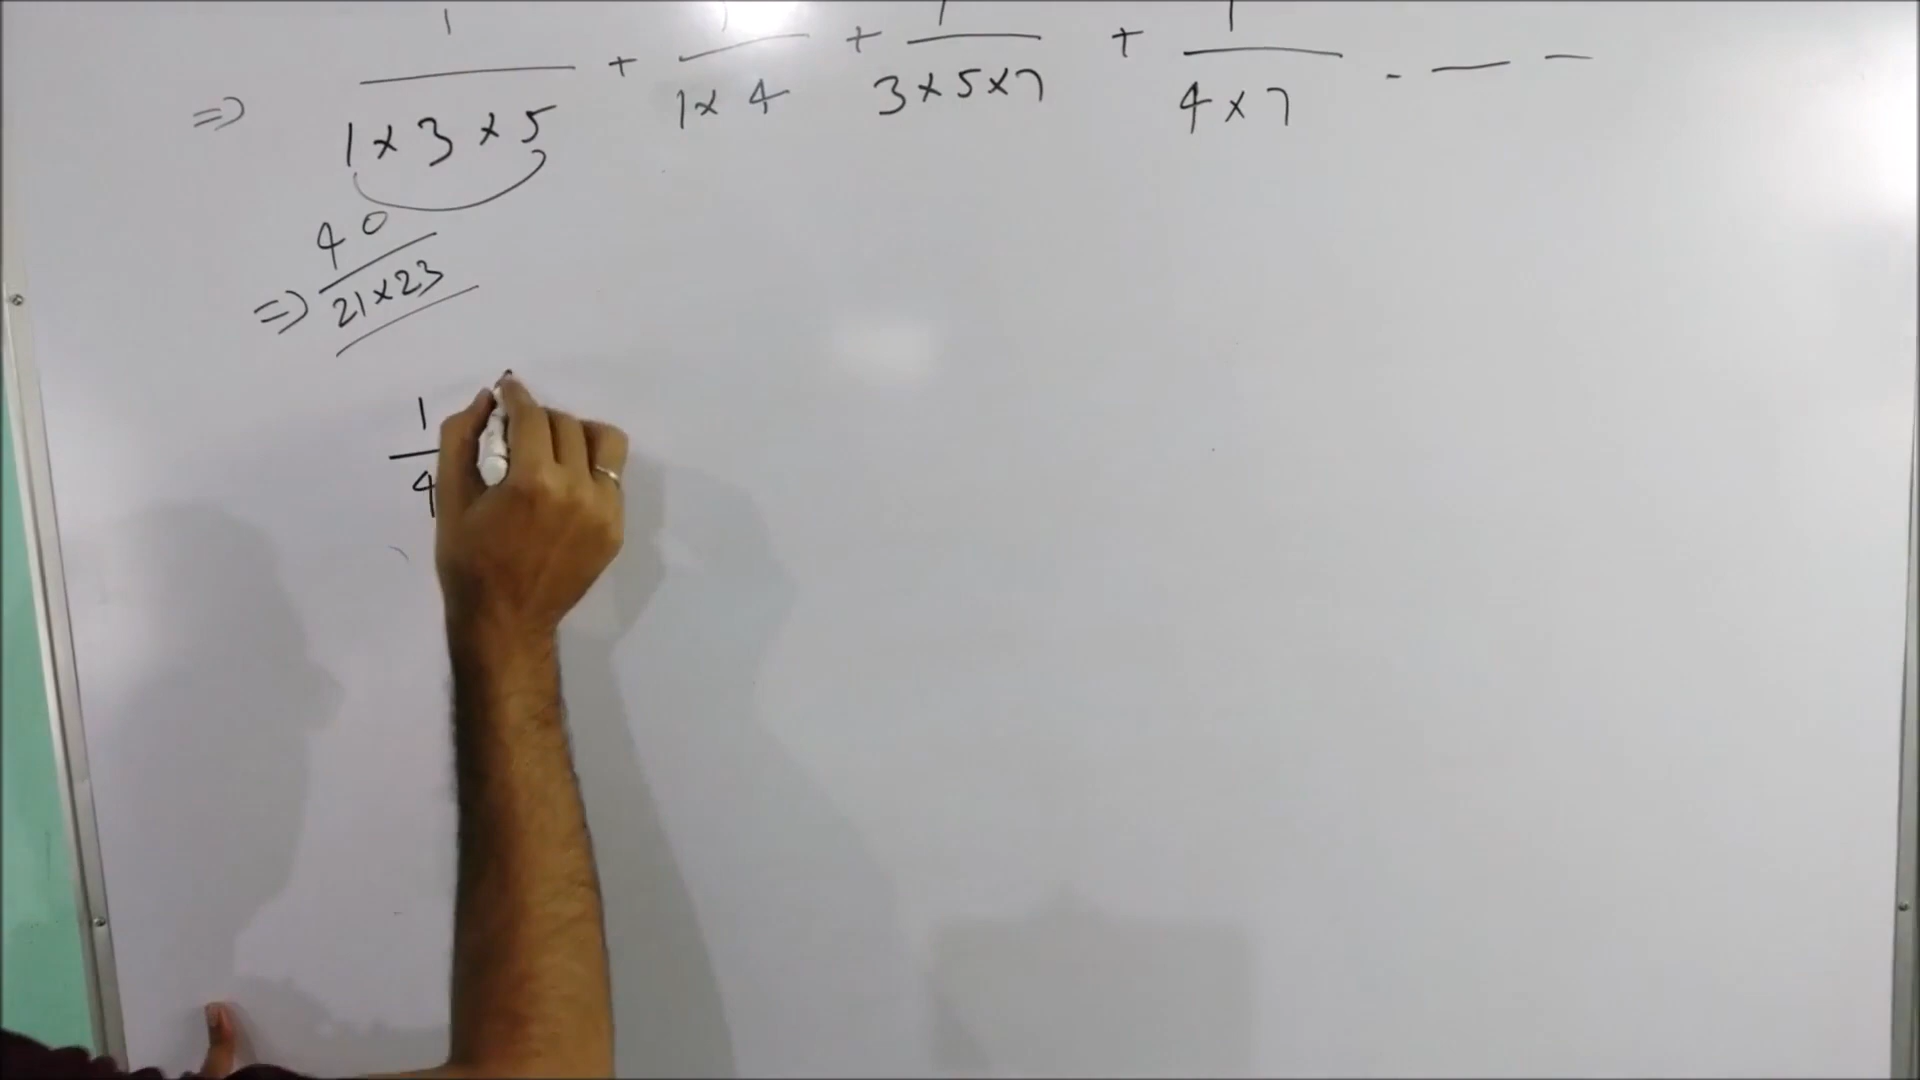 ⇒ 1/(1×3×5) + 1/(1×4) + 1/(3×5×7) + 1/(4×7) - — —
⇒ 40/(21×23)
1/4